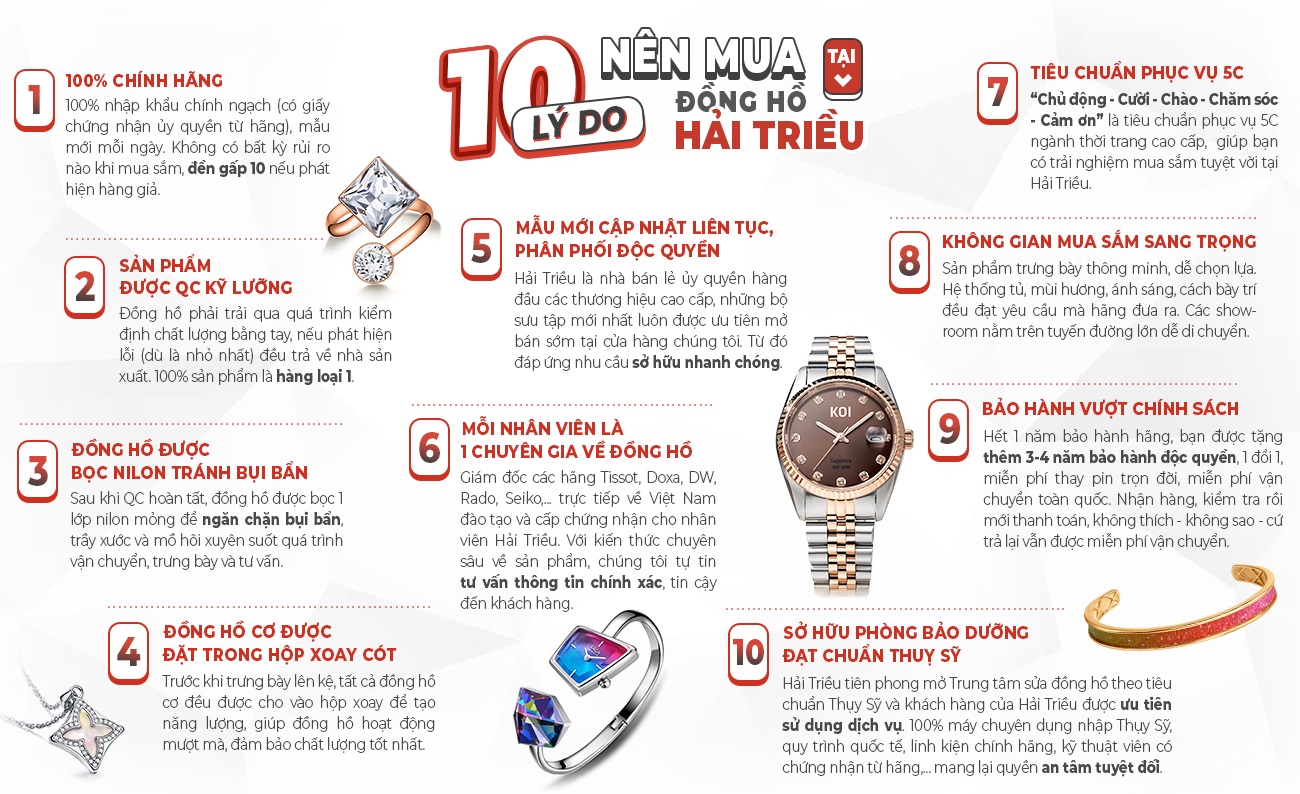 10
LÝ DO
NÊN MUA
TẠI
ĐỒNG HỒ
HẢI TRIỀU
1
100% CHÍNH HÃNG
100% nhập khẩu chính ngạch (có giấy
chứng nhận ủy quyền từ hãng), mẫu
mới mỗi ngày. Không có bất kỳ rủi ro
nào khi mua sắm, đền gấp 10 nếu phát
hiện hàng giả.
2
SẢN PHẨM
ĐƯỢC QC KỸ LƯỠNG
Đồng hồ phải trải qua quá trình kiểm
định chất lượng bằng tay, nếu phát hiện
lỗi (dù là nhỏ nhất) đều trả về nhà sản
xuất. 100% sản phẩm là hàng loại 1.
3
ĐỒNG HỒ ĐƯỢC
BỌC NILON TRÁNH BỤI BẨN
Sau khi QC hoàn tất, đồng hồ được bọc 1
lớp nilon mỏng để ngăn chặn bụi bẩn,
trầy xước và mồ hôi xuyên suốt quá trình
vận chuyển, trưng bày và tư vấn.
4
ĐỒNG HỒ CƠ ĐƯỢC
ĐẶT TRONG HỘP XOAY CÓT
Trước khi trưng bày lên kệ, tất cả đồng hồ
cơ đều được cho vào hộp xoay để tạo
năng lượng, giúp đồng hồ hoạt động
mượt mà, đảm bảo chất lượng tốt nhất.
5
MẪU MỚI CẬP NHẬT LIÊN TỤC,
PHÂN PHỐI ĐỘC QUYỀN
Hải Triều là nhà bán lẻ ủy quyền hàng
đầu các thương hiệu cao cấp, những bộ
sưu tập mới nhất luôn được ưu tiên mở
bán sớm tại cửa hàng chúng tôi. Từ đó
đáp ứng nhu cầu sở hữu nhanh chóng.
6
MỖI NHÂN VIÊN LÀ
1 CHUYÊN GIA VỀ ĐỒNG HỒ
Giám đốc các hãng Tissot, Doxa, DW,
Rado, Seiko,... trực tiếp về Việt Nam
đào tạo và cấp chứng nhận cho nhân
viên Hải Triều. Với kiến thức chuyên
sâu về sản phẩm, chúng tôi tự tin
tư vấn thông tin chính xác, tin cậy
đến khách hàng.
KOI
Sapphire
7
TIÊU CHUẨN PHỤC VỤ 5C
“Chủ động - Cười - Chào - Chăm sóc
- Cảm ơn” là tiêu chuẩn phục vụ 5C
ngành thời trang cao cấp, giúp bạn
có trải nghiệm mua sắm tuyệt vời tại
Hải Triều.
8
KHÔNG GIAN MUA SẮM SANG TRỌNG
Sản phẩm trưng bày thông minh, dễ chọn lựa.
Hệ thống tủ, mùi hương, ánh sáng, cách bày trí
đều đạt yêu cầu mà hãng đưa ra. Các show-
room nằm trên tuyến đường lớn dễ di chuyển.
9
BẢO HÀNH VƯỢT CHÍNH SÁCH
Hết 1 năm bảo hành hãng, bạn được tặng
thêm 3-4 năm bảo hành độc quyền, 1 đổi 1,
miễn phí thay pin trọn đời, miễn phí vận
chuyển toàn quốc. Nhận hàng, kiểm tra rồi
mới thanh toán, không thích - không sao - cứ
trả lại vẫn được miễn phí vận chuyển.
10
SỞ HỮU PHÒNG BẢO DƯỠNG
ĐẠT CHUẨN THUỴ SỸ
Hải Triều tiên phong mở Trung tâm sửa đồng hồ theo tiêu
chuẩn Thụy Sỹ và khách hàng của Hải Triều được ưu tiên
sử dụng dịch vụ. 100% máy chuyên dụng nhập Thụy Sỹ,
quy trình quốc tế, linh kiện chính hãng, kỹ thuật viên có
chứng nhận từ hãng,... mang lại quyền an tâm tuyệt đối.